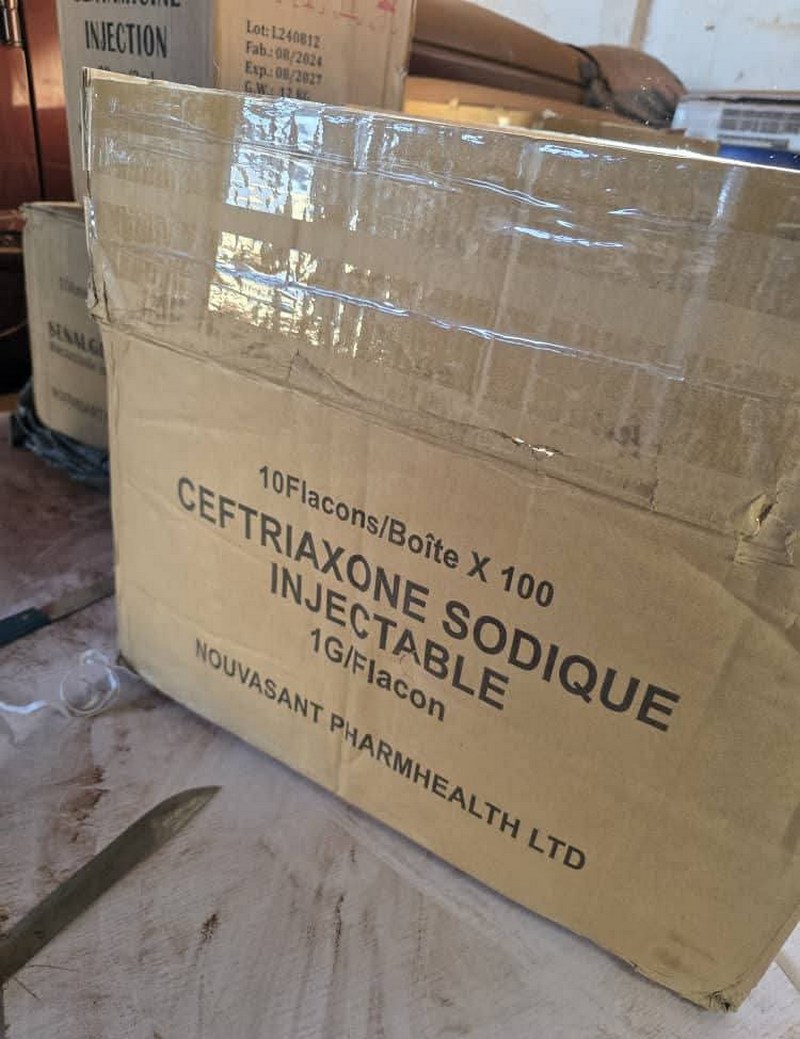 INJECTION
Lot: L240812
Fab.: 08/2024
Exp.: 08/2027
G.W.: 12
10Flacons/Boîte X 100
CEFTRIAXONE SODIQUE
INJECTABLE
1G/Flacon
NOUVASANT PHARMHEALTH LTD